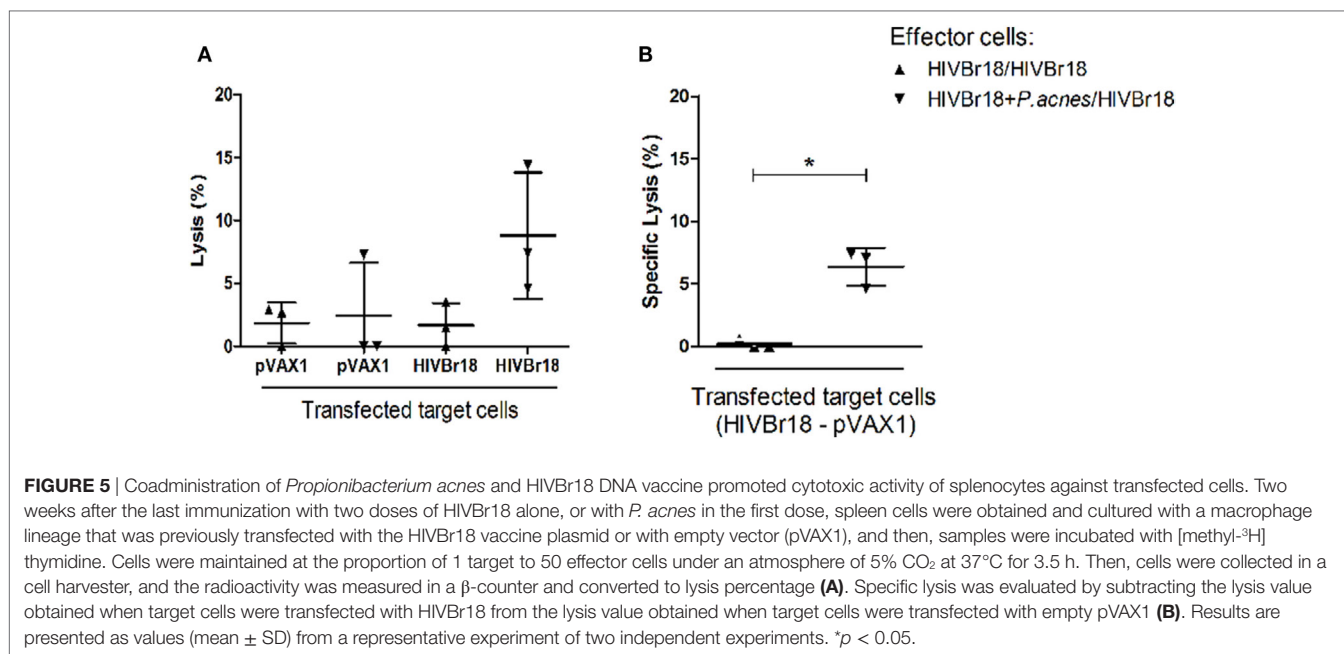 Effector cells:
▲ HIVBr18/HIVBr18
▼ HIVBr18+P.acnes/HIVBr18
A
Lysis (%)
20
15
10
5
0
pVAX1 pVAX1 HIVBr18 HIVBr18
Transfected target cells
B
Specific Lysis (%)
20
15
10
5
0
*
Transfected target cells
(HIVBr18 - pVAX1)
FIGURE 5 | Coadministration of Propionibacterium acnes and HIVBr18 DNA vaccine promoted cytotoxic activity of splenocytes against transfected cells. Two
weeks after the last immunization with two doses of HIVBr18 alone, or with P. acnes in the first dose, spleen cells were obtained and cultured with a macrophage
lineage that was previously transfected with the HIVBr18 vaccine plasmid or with empty vector (pVAX1), and then, samples were incubated with [methyl-³H]
thymidine. Cells were maintained at the proportion of 1 target to 50 effector cells under an atmosphere of 5% CO₂ at 37°C for 3.5 h. Then, cells were collected in a
cell harvester, and the radioactivity was measured in a β-counter and converted to lysis percentage (A). Specific lysis was evaluated by subtracting the lysis value
obtained when target cells were transfected with HIVBr18 from the lysis value obtained when target cells were transfected with empty pVAX1 (B). Results are
presented as values (mean ± SD) from a representative experiment of two independent experiments. *p < 0.05.